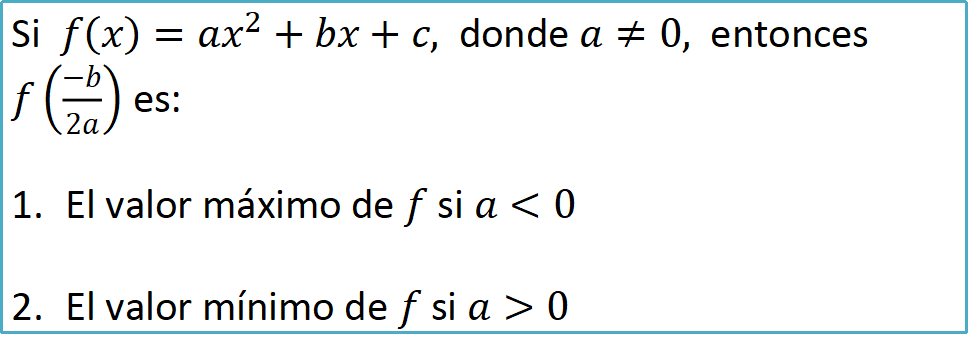 Si f(x) = ax² + bx + c, donde a ≠ 0, entonces
f(−b/2a) es:
1. El valor máximo de f si a < 0
2. El valor mínimo de f si a > 0